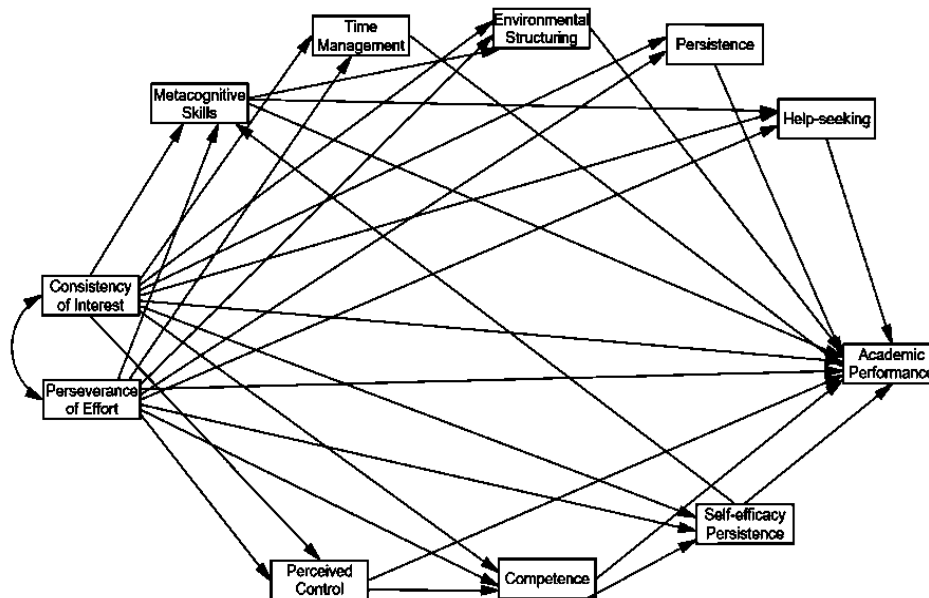 Time
Management
Environmental
Structuring
Persistence
Metacognitive
Skills
Help-seeking
Consistency
of Interest
Academic
Performance
Perseverance
of Effort
Self-efficacy
Persistence
Perceived
Control
Competence